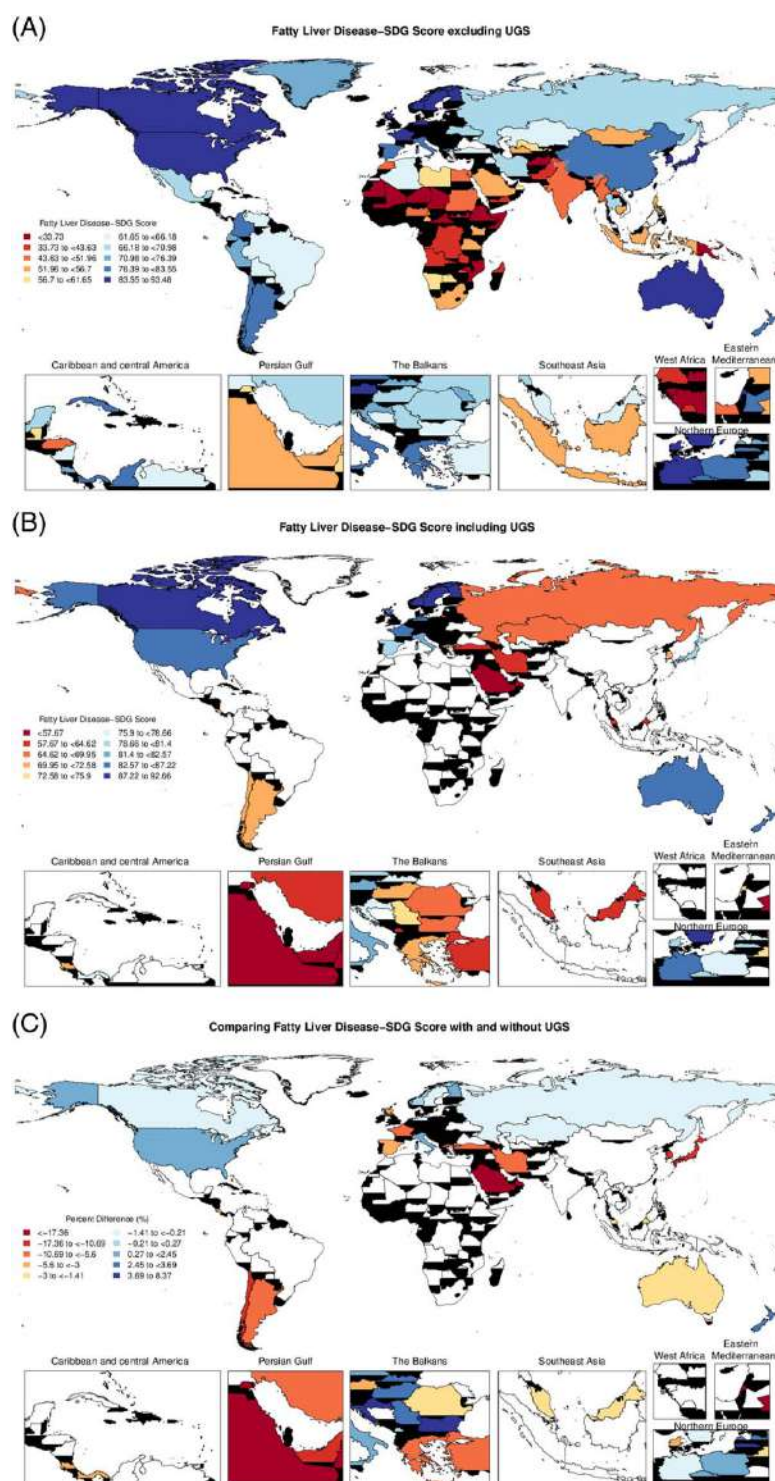 (A)
Fatty Liver Disease−SDG Score excluding UGS
Fatty Liver Disease−SDG Score
<33.73
33.73 to <43.63
43.63 to <51.96
51.96 to <56.7
56.7 to <61.65
61.65 to <66.18
66.18 to <70.98
70.98 to <76.39
76.39 to <83.55
83.55 to 93.48
Caribbean and central America
Persian Gulf
The Balkans
Southeast Asia
West Africa
Eastern
Mediterranean
Northern Europe
(B)
Fatty Liver Disease−SDG Score including UGS
Fatty Liver Disease−SDG Score
<57.67
57.67 to <64.62
64.62 to <69.95
69.95 to <72.58
72.58 to <75.9
75.9 to <78.66
78.66 to <81.4
81.4 to <82.57
82.57 to <87.22
87.22 to 92.66
Caribbean and central America
Persian Gulf
The Balkans
Southeast Asia
West Africa
Eastern
Mediterranean
Northern Europe
(C)
Comparing Fatty Liver Disease−SDG Score with and without UGS
Percent Difference (%)
<−17.36
−17.36 to <−10.69
−10.69 to <−5.6
−5.6 to <−3
−3 to <−1.41
−1.41 to <−0.21
−0.21 to <0.27
0.27 to <2.45
2.45 to <3.69
3.69 to 8.37
Caribbean and central America
Persian Gulf
The Balkans
Southeast Asia
West Africa
Eastern
Mediterranean
Northern Europe